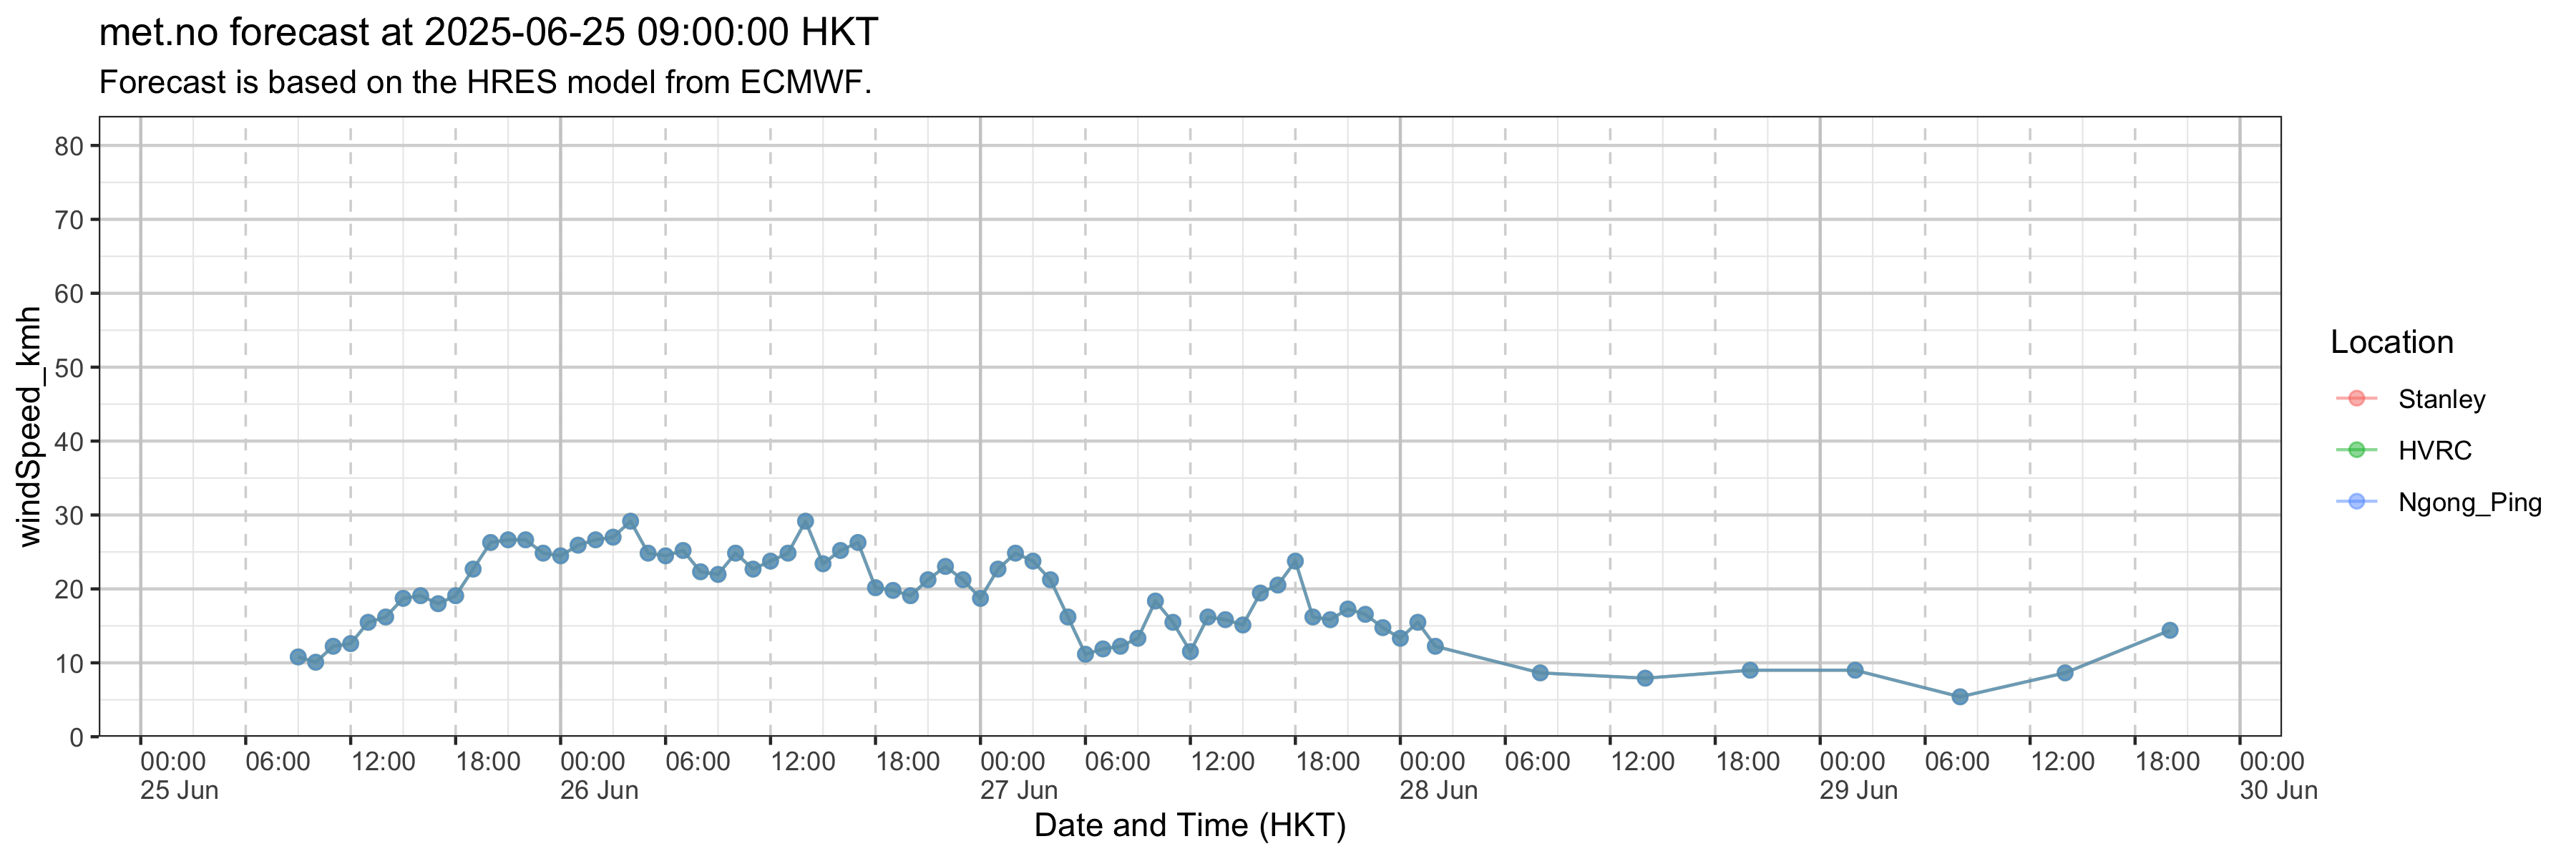 met.no forecast at 2025-06-25 09:00:00 HKT
Forecast is based on the HRES model from ECMWF.
windSpeed_kmh
80
70
60
50
40
30
20
10
0
00:00 06:00 12:00 18:00 00:00 06:00 12:00 18:00 00:00 06:00 12:00 18:00 00:00 06:00 12:00 18:00 00:00 06:00 12:00 18:00 00:00
25 Jun 26 Jun 27 Jun 28 Jun 29 Jun 30 Jun
Date and Time (HKT)
Location
Stanley
HVRC
Ngong_Ping